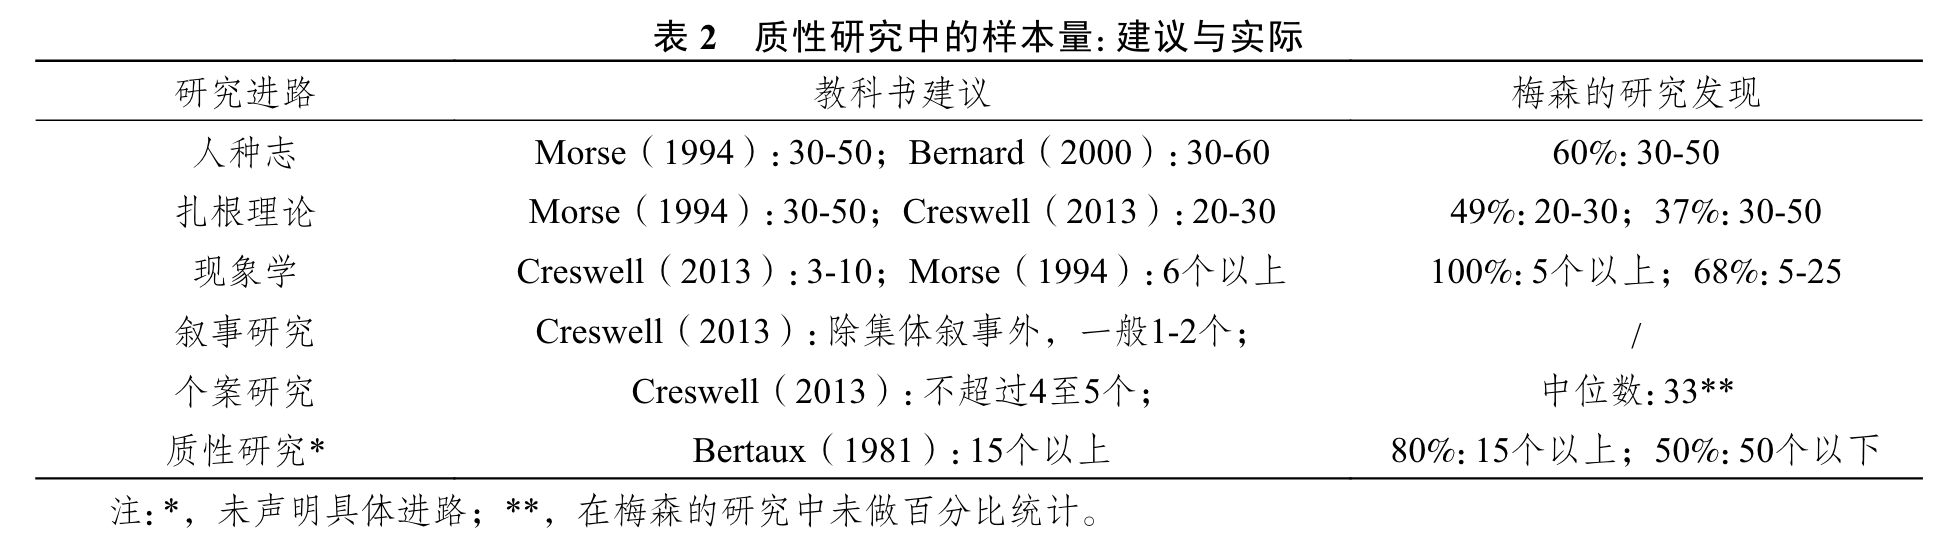 表 2 质性研究中的样本量: 建议与实际
研究进路 教科书建议 梅森的研究发现
人种志 Morse（1994）: 30-50；Bernard（2000）: 30-60 60%: 30-50
扎根理论 Morse（1994）: 30-50；Creswell（2013）: 20-30 49%: 20-30；37%: 30-50
现象学 Creswell（2013）: 3-10；Morse（1994）: 6个以上 100%: 5个以上；68%: 5-25
叙事研究 Creswell（2013）: 除集体叙事外，一般1-2个； /
个案研究 Creswell（2013）: 不超过4至5个； 中位数: 33**
质性研究* Bertaux（1981）: 15个以上 80%: 15个以上；50%: 50个以下
注: *，未声明具体进路；**，在梅森的研究中未做百分比统计。